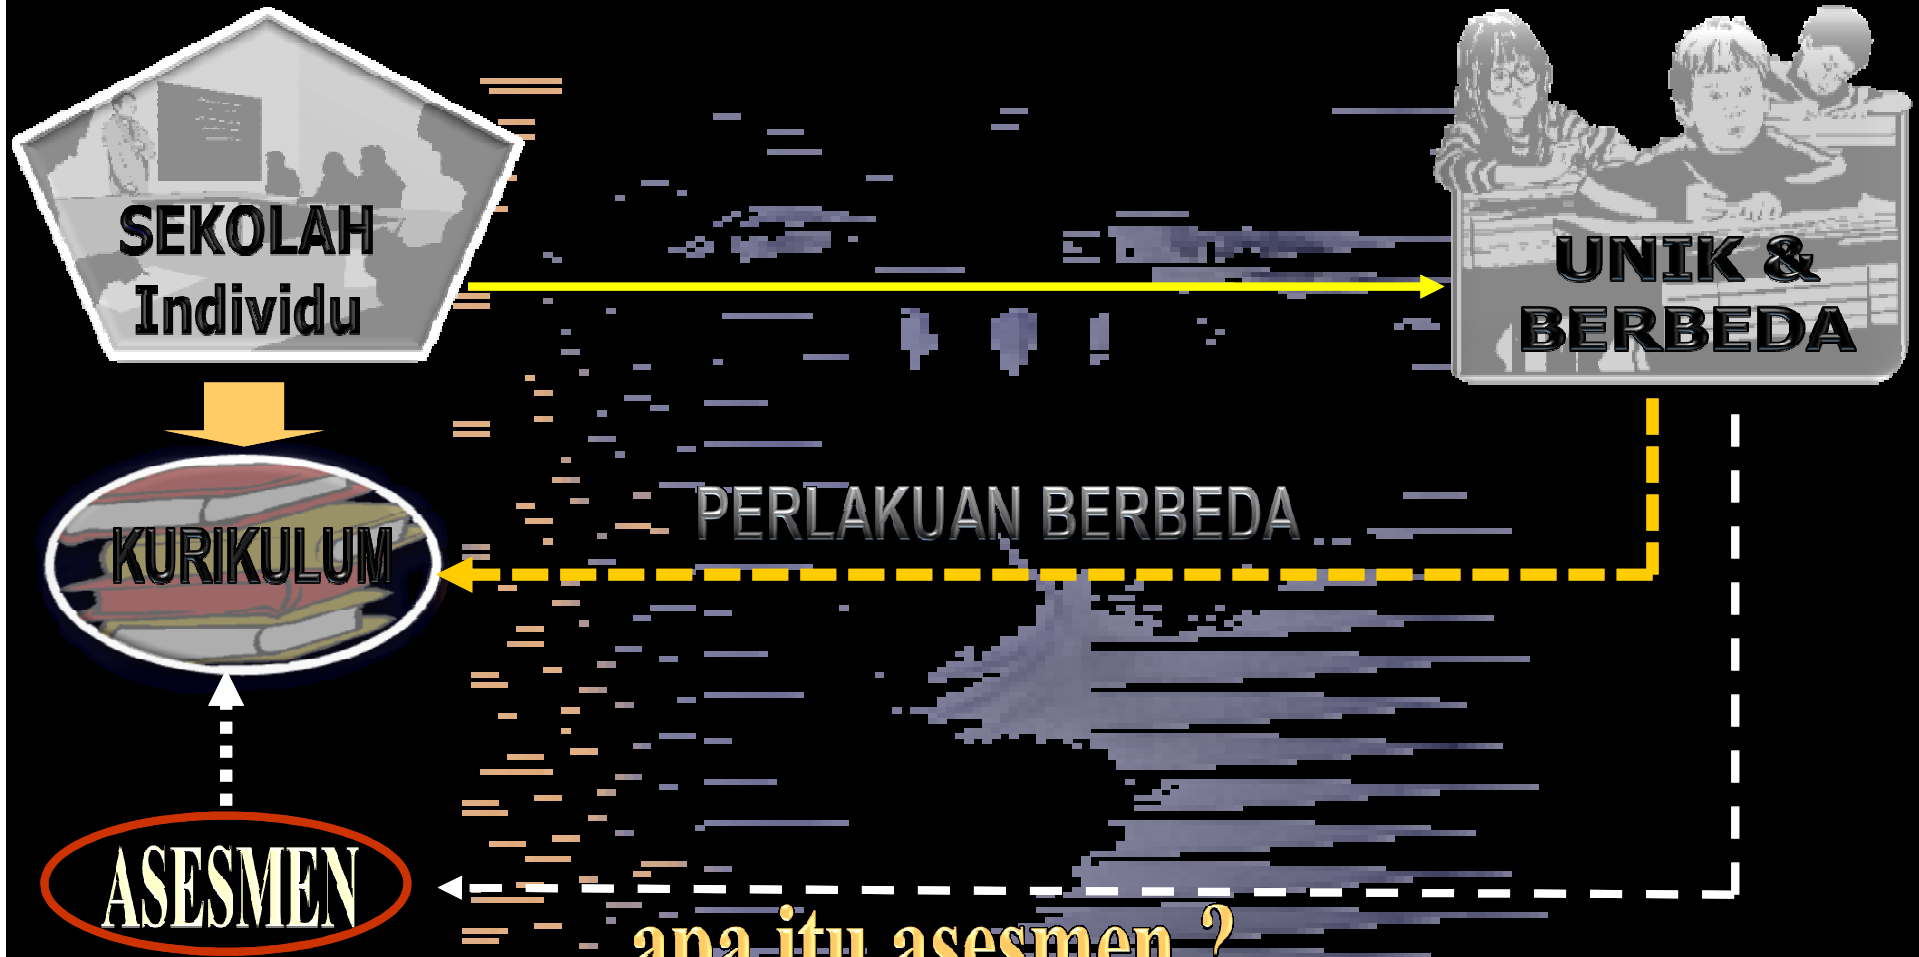 SEKOLAH
Individu
UNIK &
BERBEDA
PERLAKUAN BERBEDA
KURIKULUM
ASESMEN
apa itu asesmen ?